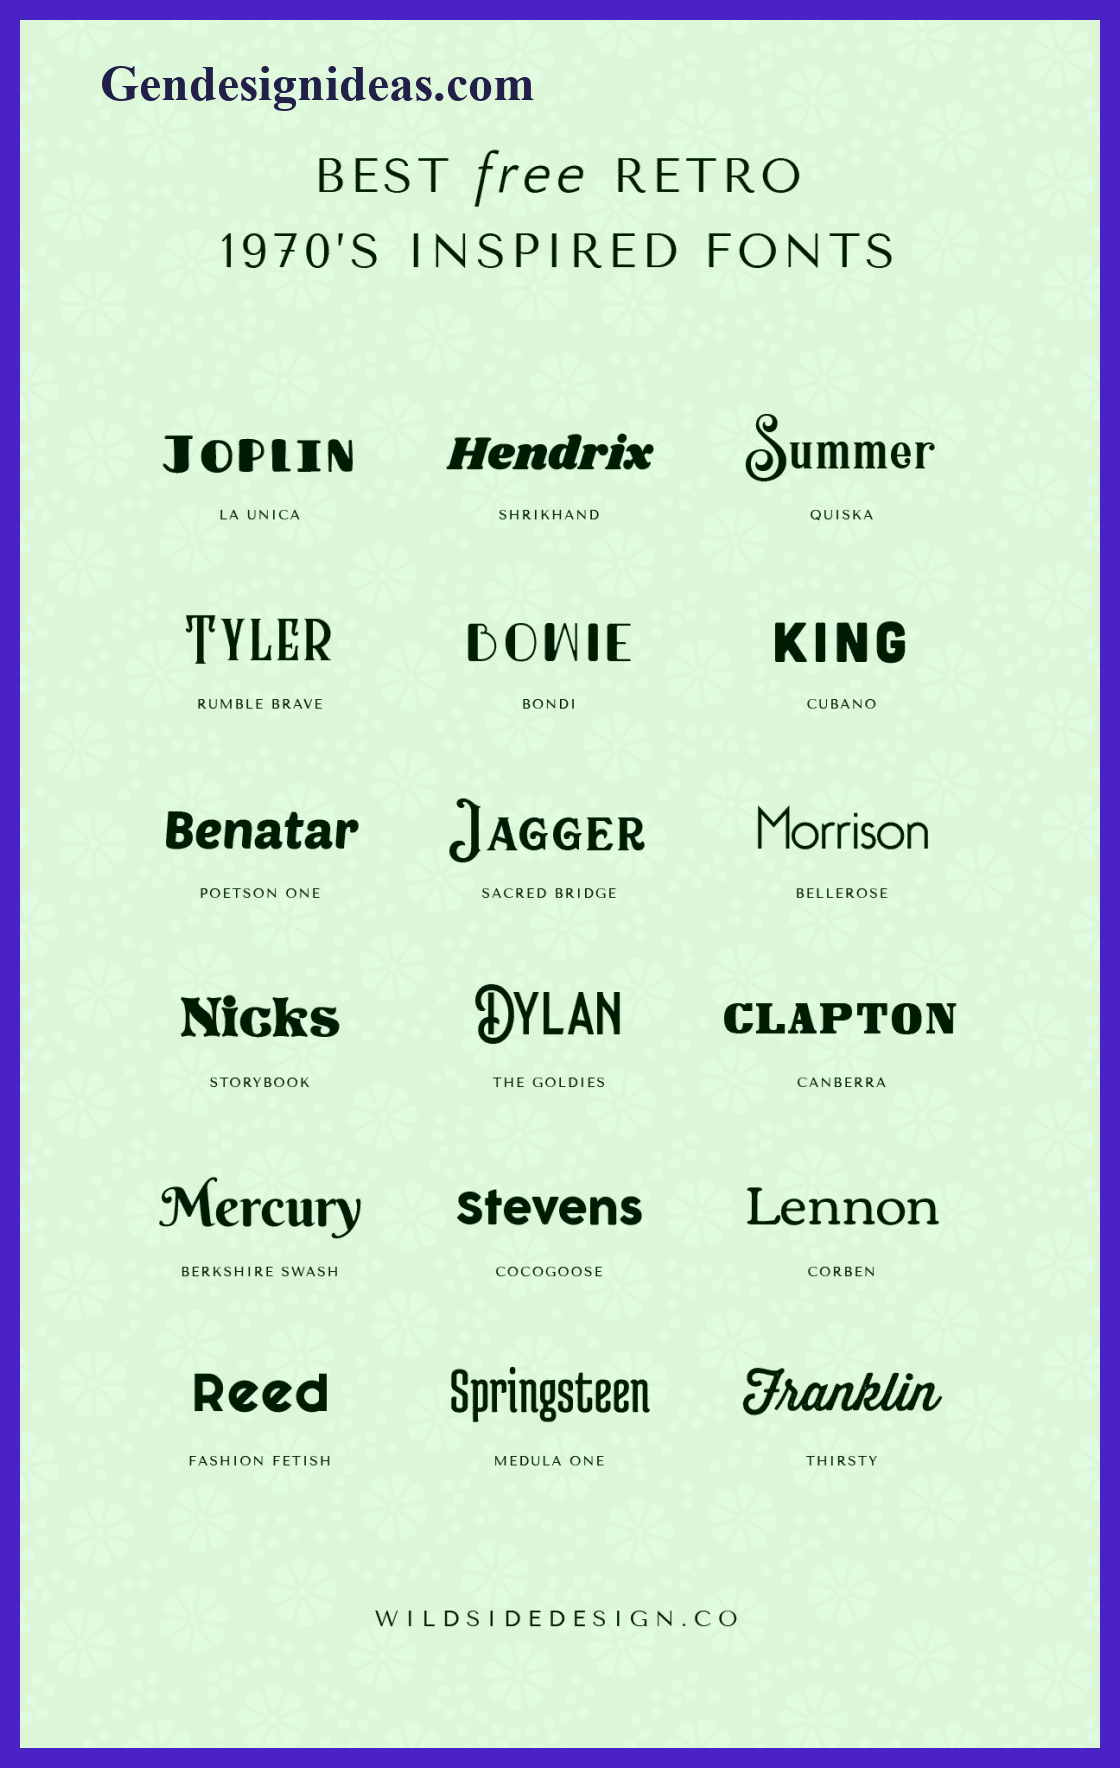 Gendesignideas.com
BEST free RETRO
1970'S INSPIRED FONTS
JOPLIN Hendrix Summer
LA UNICA SHRIKHAND QUISKA
TYLER BOWIE KING
RUMBLE BRAVE BONDI CUBANO
Benatar JAGGER Morrison
POETSON ONE SACRED BRIDGE BELLEROSE
Nicks DYLAN CLAPTON
STORYBOOK THE GOLDIES CANBERRA
Mercury Stevens Lennon
BERKSHIRE SWASH COCOGOOSE CORBEN
Reed Springsteen Franklin
FASHION FETISH MEDULA ONE THIRSTY
WILDSIDEDESIGN.CO